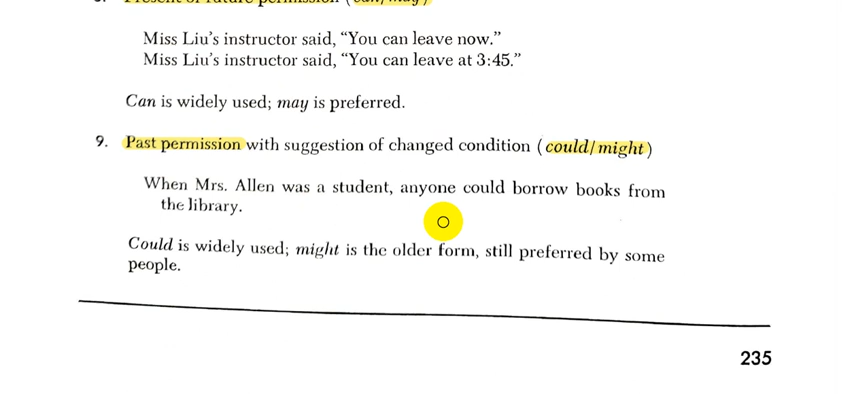 Miss Liu's instructor said, "You can leave now."
Miss Liu's instructor said, "You can leave at 3:45."
Can is widely used; may is preferred.
9. Past permission with suggestion of changed condition (could/might)
When Mrs. Allen was a student, anyone could borrow books from
the library.
Could is widely used; might is the older form, still preferred by some
people.
235